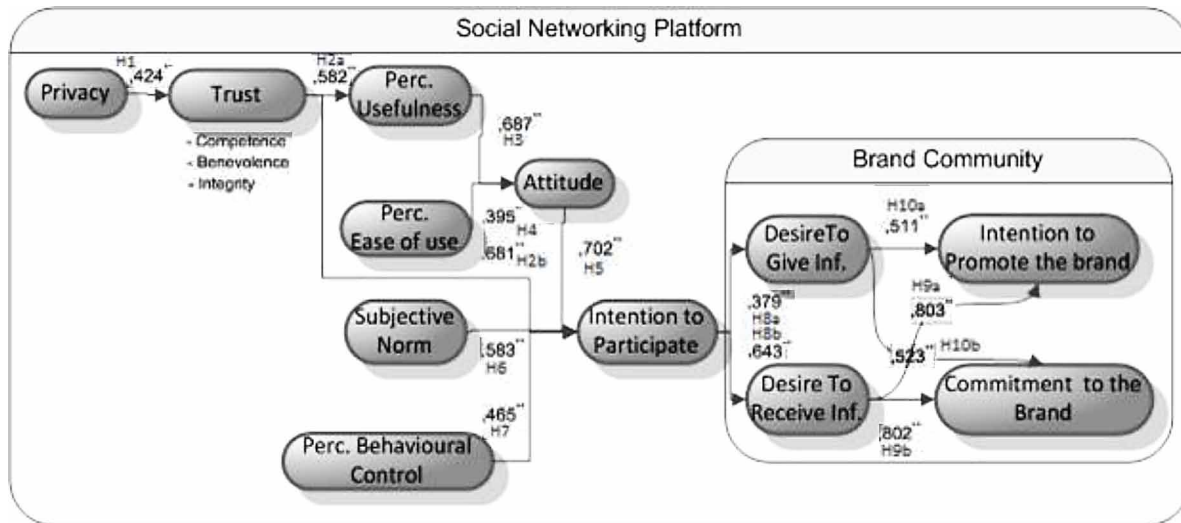 Social Networking Platform
H1
,424**
H2a
,582**
Privacy
Trust
Perc.
Usefulness
- Competence
- Benevolence
- Integrity
,687**
H3
Attitude
Perc.
Ease of use
,395**
H4
,681**
H2b
,702**
H5
Subjective
Norm
,583**
H6
Intention to
Participate
,465**
H7
Perc. Behavioural
Control
Brand Community
DesireTo
Give Inf.
H10a
,511**
Intention to
Promote the brand
,379**
H8a
H8b
,643**
H9a
,803**
,523**
H10b
Desire To
Receive Inf.
Commitment to the
Brand
,802**
H9b